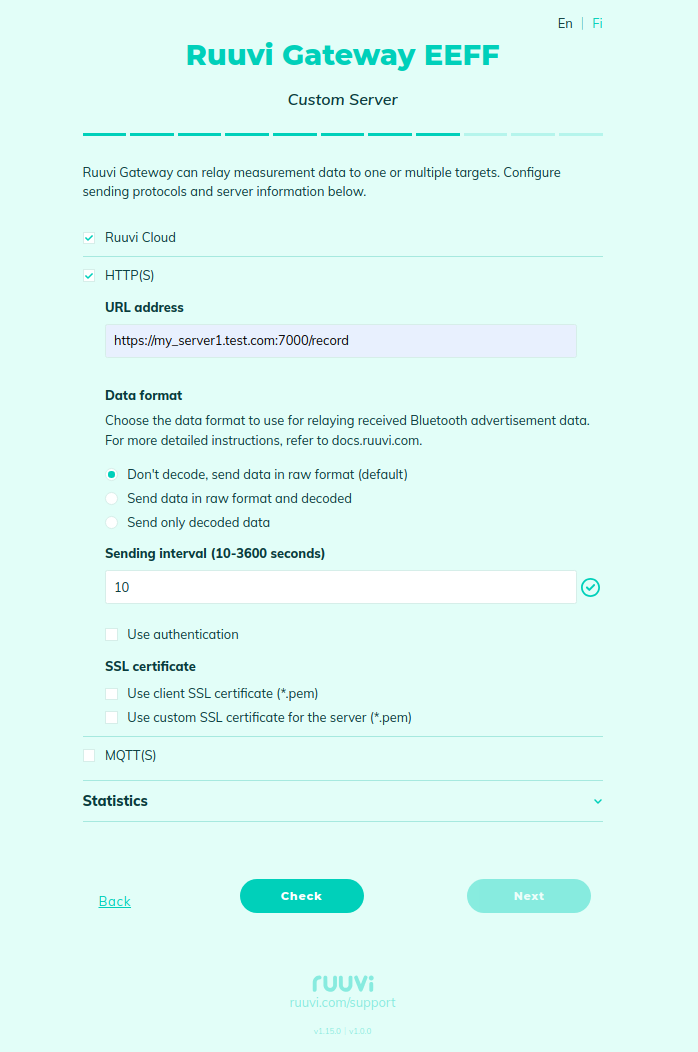 En | Fi
Ruuvi Gateway EEFF
Custom Server
Ruuvi Gateway can relay measurement data to one or multiple targets. Configure
sending protocols and server information below.
Ruuvi Cloud
HTTP(S)
URL address
https://my_server1.test.com:7000/record
Data format
Choose the data format to use for relaying received Bluetooth advertisement data.
For more detailed instructions, refer to docs.ruuvi.com.
Don't decode, send data in raw format (default)
Send data in raw format and decoded
Send only decoded data
Sending interval (10-3600 seconds)
10
Use authentication
SSL certificate
Use client SSL certificate (*.pem)
Use custom SSL certificate for the server (*.pem)
MQTT(S)
Statistics
Back
Check
Next
ruuvi
ruuvi.com/support
v1.15.0 | v1.0.0